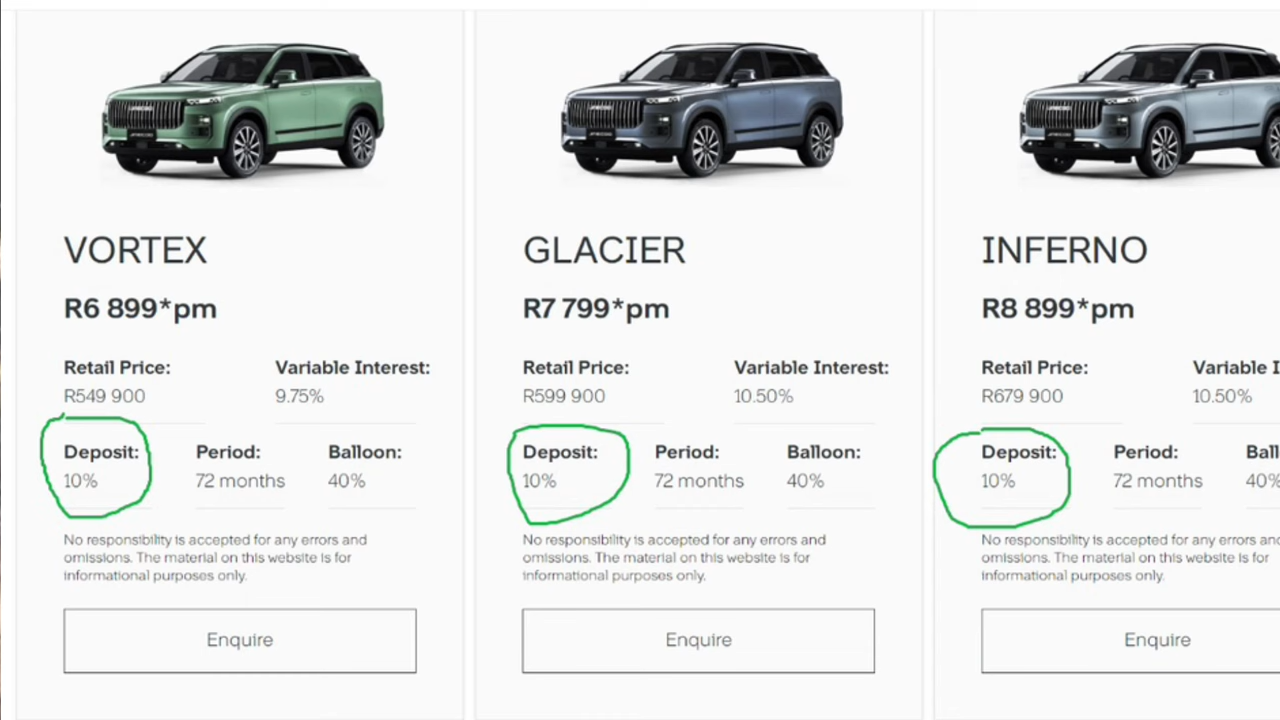 VORTEX
R6 899*pm
Retail Price: Variable Interest:
R549 900 9.75%
Deposit: Period: Balloon:
10% 72 months 40%
No responsibility is accepted for any errors and
omissions. The material on this website is for
informational purposes only.
Enquire
GLACIER
R7 799*pm
Retail Price: Variable Interest:
R599 900 10.50%
Deposit: Period: Balloon:
10% 72 months 40%
No responsibility is accepted for any errors and
omissions. The material on this website is for
informational purposes only.
Enquire
INFERNO
R8 899*pm
Retail Price: Variable I
R679 900 10.50%
Deposit: Period: Ball
10% 72 months 40%
No responsibility is accepted for any errors and
omissions. The material on this website is for
informational purposes only.
Enquire